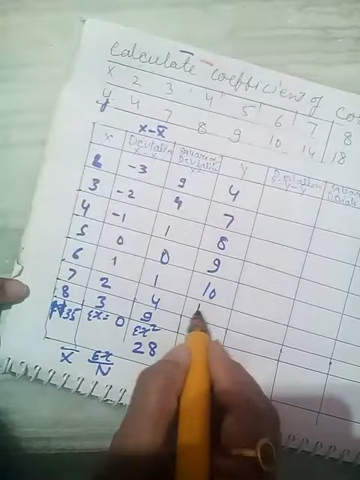 Calculate coefficient of Co
X 2 3 4 5 6 7 8
y 4 7 8 9 10 14 18
X-X̅
x Deviation Square of Deviation y Deviation Square
2 -3 9 4
3 -2 4 7
4 -1 1 8
5 0 0 9
6 1 1 10
7 2 4
8 3 9
35 Σx= 0 Σx²
X̅ Σx/N 28